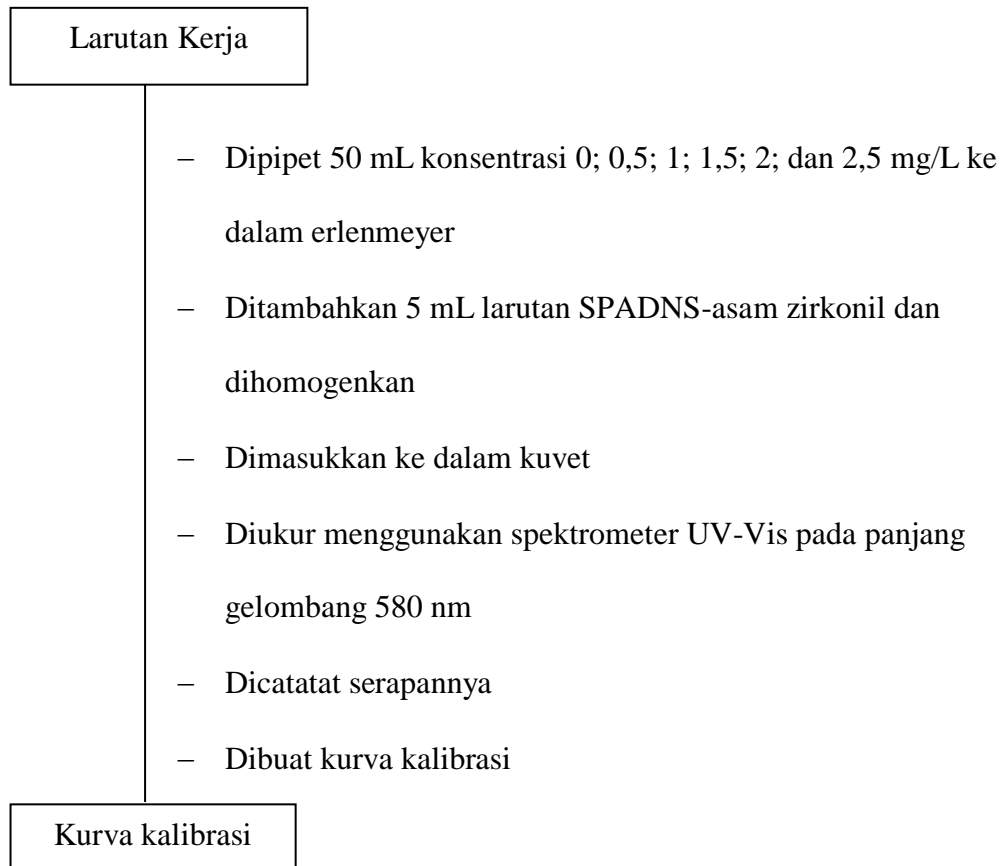 Larutan Kerja
– Dipipet 50 mL konsentrasi 0; 0,5; 1; 1,5; 2; dan 2,5 mg/L ke
dalam erlenmeyer
– Ditambahkan 5 mL larutan SPADNS-asam zirkonil dan
dihomogenkan
– Dimasukkan ke dalam kuvet
– Diukur menggunakan spektrometer UV-Vis pada panjang
gelombang 580 nm
– Dicatatat serapannya
– Dibuat kurva kalibrasi
Kurva kalibrasi